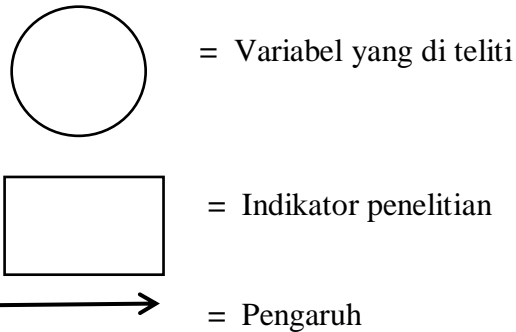 = Variabel yang di teliti
= Indikator penelitian
= Pengaruh